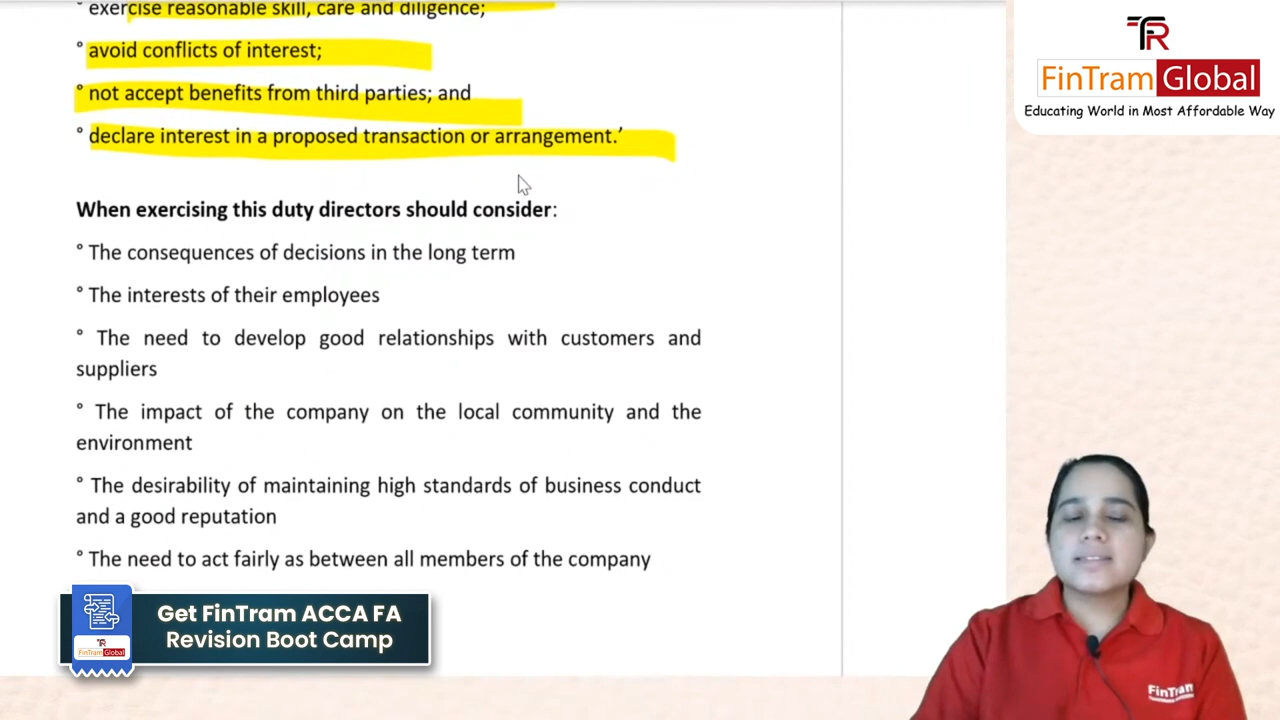 ° exercise reasonable skill, care and diligence;
° avoid conflicts of interest;
° not accept benefits from third parties; and
° declare interest in a proposed transaction or arrangement.’
When exercising this duty directors should consider:
° The consequences of decisions in the long term
° The interests of their employees
° The need to develop good relationships with customers and
suppliers
° The impact of the company on the local community and the
environment
° The desirability of maintaining high standards of business conduct
and a good reputation
° The need to act fairly as between all members of the company
Get FinTram ACCA FA
Revision Boot Camp
FinTram Global
TR
FinTram Global
Educating World in Most Affordable Way
FinTram